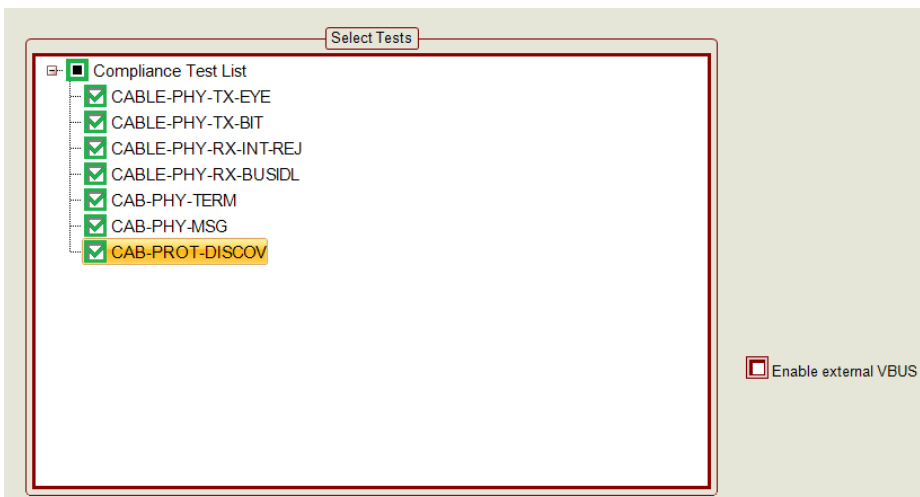 Select Tests
Compliance Test List
CABLE-PHY-TX-EYE
CABLE-PHY-TX-BIT
CABLE-PHY-RX-INT-REJ
CABLE-PHY-RX-BUSIDL
CAB-PHY-TERM
CAB-PHY-MSG
CAB-PROT-DISCOV
Enable external VBUS